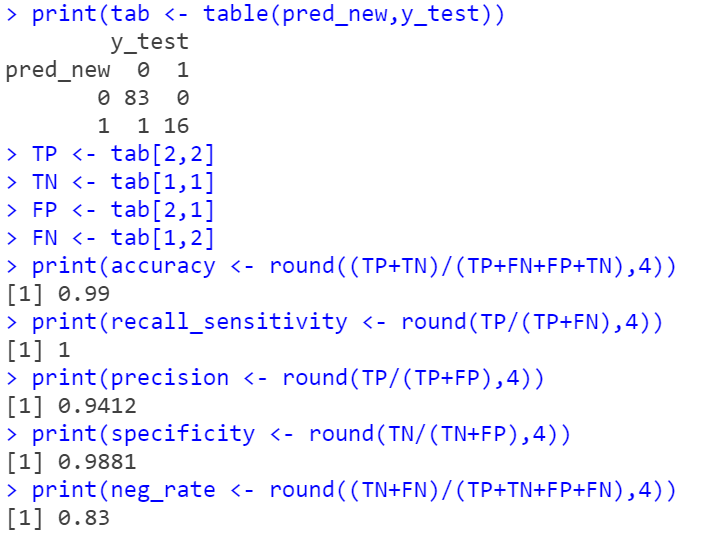 > print(tab <- table(pred_new,y_test))
        y_test
pred_new  0  1
       0 83  0
       1  1 16
> TP <- tab[2,2]
> TN <- tab[1,1]
> FP <- tab[2,1]
> FN <- tab[1,2]
> print(accuracy <- round((TP+TN)/(TP+FN+FP+TN),4))
[1] 0.99
> print(recall_sensitivity <- round(TP/(TP+FN),4))
[1] 1
> print(precision <- round(TP/(TP+FP),4))
[1] 0.9412
> print(specificity <- round(TN/(TN+FP),4))
[1] 0.9881
> print(neg_rate <- round((TN+FN)/(TP+TN+FP+FN),4))
[1] 0.83